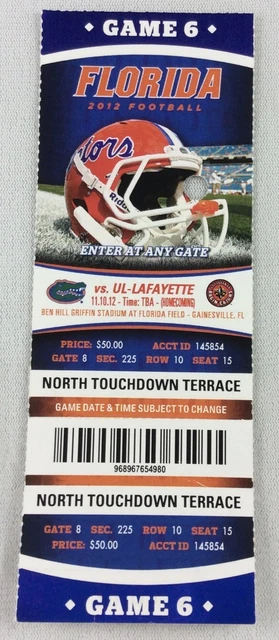 • GAME 6 •
FLORIDA
2012 FOOTBALL
Gators
Riddell
ENTER AT ANY GATE
vs. UL-LAFAYETTE
11.10.12 - Time: TBA - (HOMECOMING)
BEN HILL GRIFFIN STADIUM AT FLORIDA FIELD - GAINESVILLE, FL
PRICE: $50.00 ACCT ID 145854
GATE 8 SEC. 225 ROW 10 SEAT 15
NORTH TOUCHDOWN TERRACE
GAME DATE & TIME SUBJECT TO CHANGE
968967654980
NORTH TOUCHDOWN TERRACE
GATE 8 SEC. 225 ROW 10 SEAT 15
PRICE: $50.00 ACCT ID 145854
• GAME 6 •